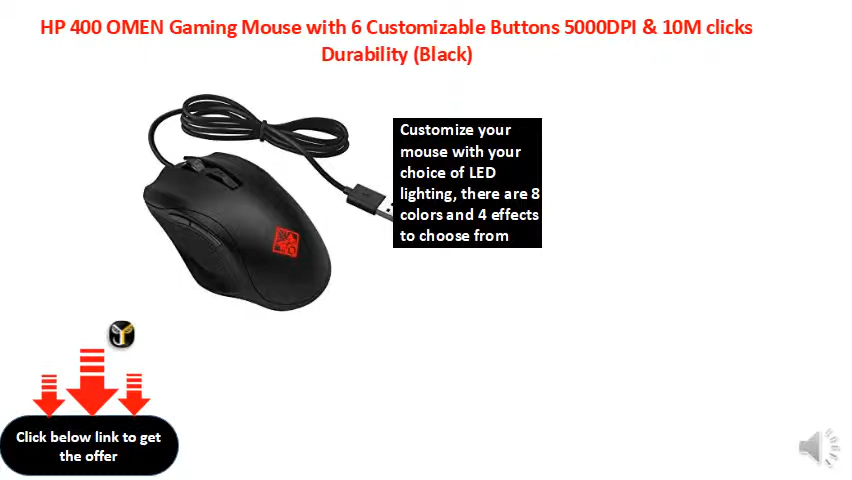 HP 400 OMEN Gaming Mouse with 6 Customizable Buttons 5000DPI & 10M clicks
Durability (Black)
Customize your
mouse with your
choice of LED
lighting, there are 8
colors and 4 effects
to choose from
Click below link to get
the offer